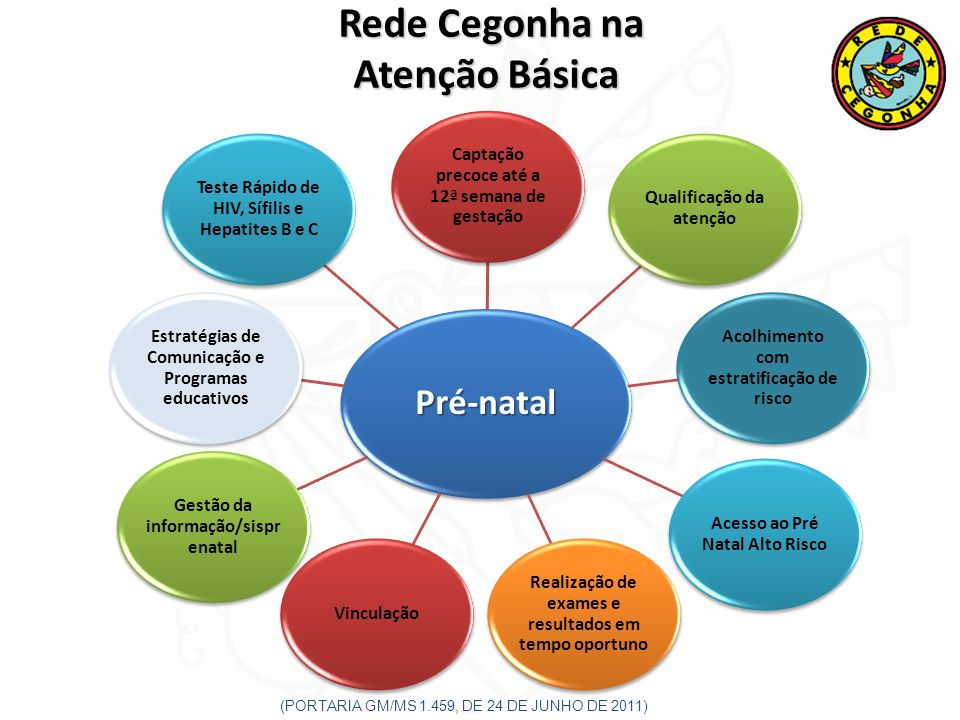 Rede Cegonha na
Atenção Básica
REDE
CEGONHA
Captação
precoce até a
12ª semana de
gestação
Teste Rápido de
HIV, Sífilis e
Hepatites B e C
Qualificação da
atenção
Estratégias de
Comunicação e
Programas
educativos
Acolhimento
com
estratificação de
risco
Pré-natal
Gestão da
informação/sispr
enatal
Acesso ao Pré
Natal Alto Risco
Vinculação
Realização de
exames e
resultados em
tempo oportuno
(PORTARIA GM/MS 1.459, DE 24 DE JUNHO DE 2011)